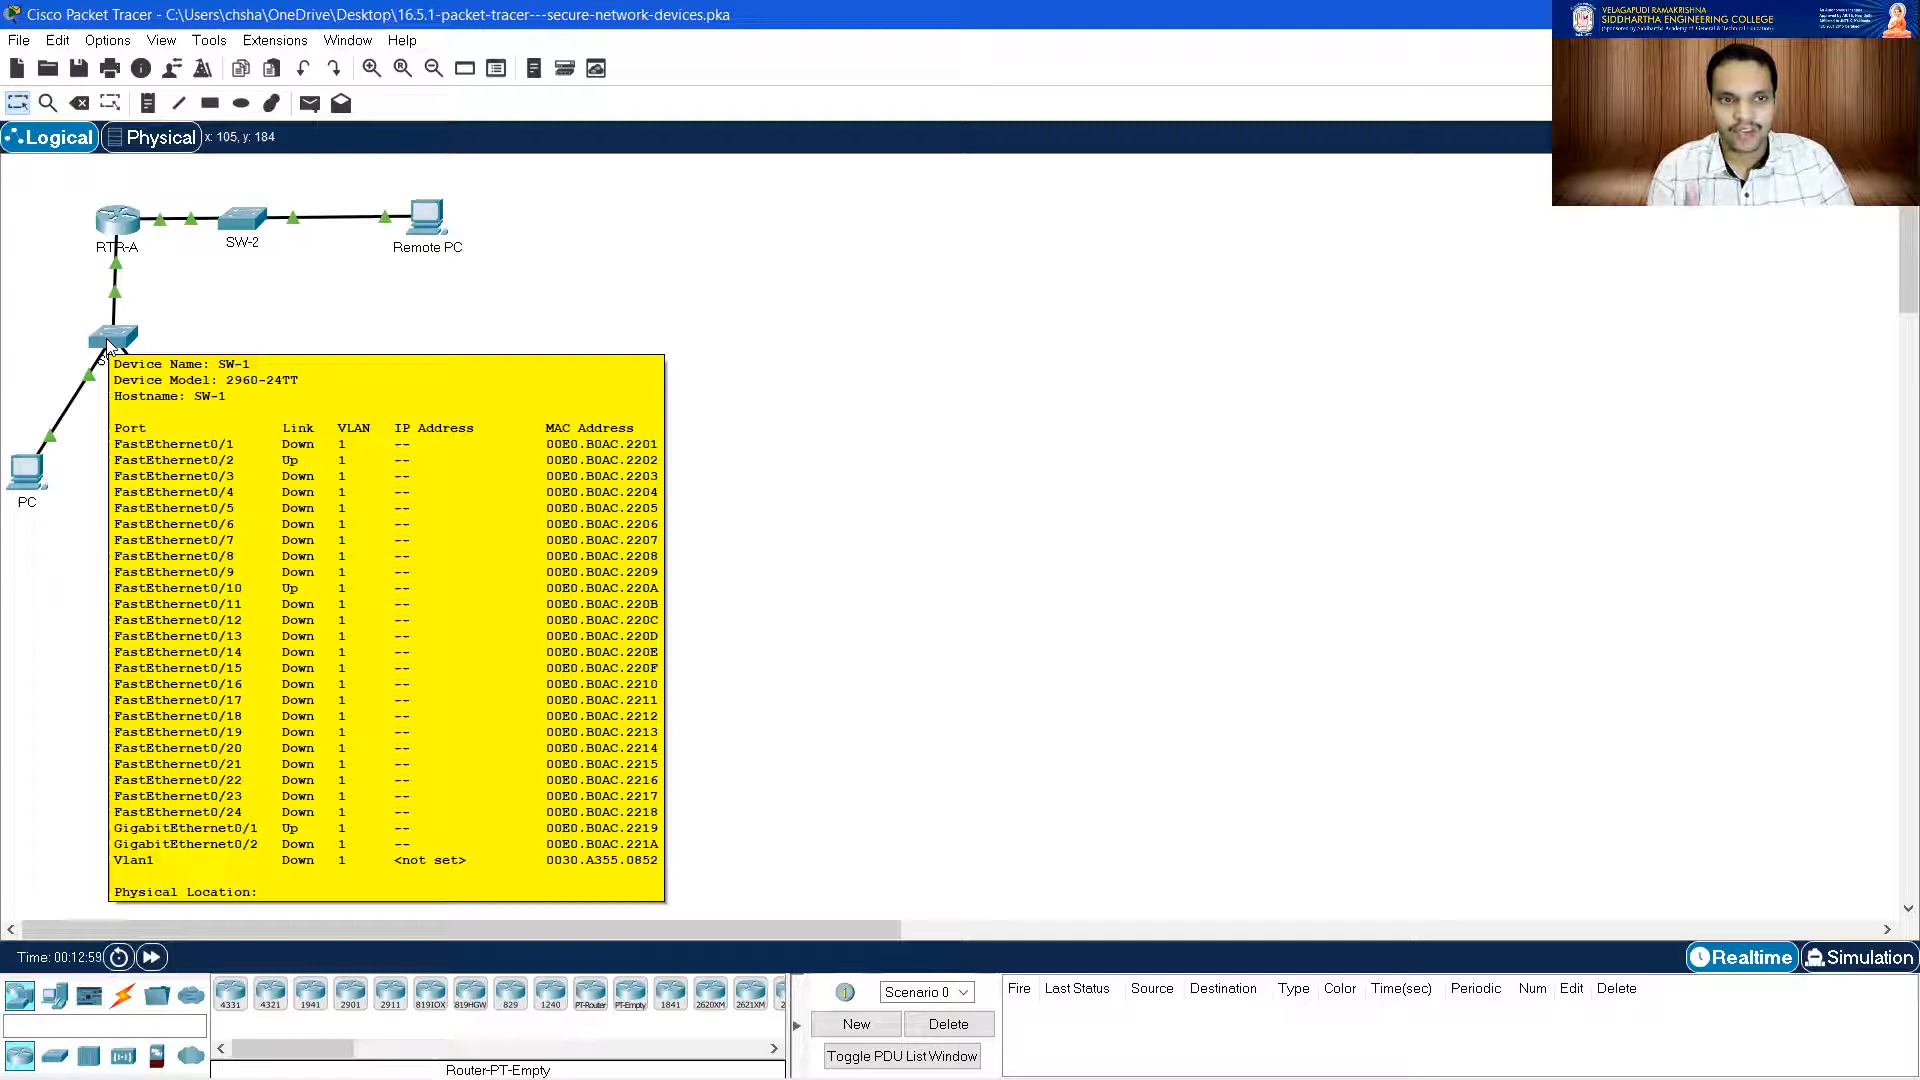 Cisco Packet Tracer - C:\Users\chsha\OneDrive\Desktop\16.5.1-packet-tracer---secure-network-devices.pka
VELAGAPUDI RAMAKRISHNA
SIDDHARTHA ENGINEERING COLLEGE
File Edit Options View Tools Extensions Window Help
Logical Physical x: 105, y: 184
RTR-A SW-2 Remote PC
PC
Device Name: SW-1
Device Model: 2960-24TT
Hostname: SW-1
Port Link VLAN IP Address MAC Address
FastEthernet0/1 Down 1 -- 00E0.B0AC.2201
FastEthernet0/2 Up 1 -- 00E0.B0AC.2202
FastEthernet0/3 Down 1 -- 00E0.B0AC.2203
FastEthernet0/4 Down 1 -- 00E0.B0AC.2204
FastEthernet0/5 Down 1 -- 00E0.B0AC.2205
FastEthernet0/6 Down 1 -- 00E0.B0AC.2206
FastEthernet0/7 Down 1 -- 00E0.B0AC.2207
FastEthernet0/8 Down 1 -- 00E0.B0AC.2208
FastEthernet0/9 Down 1 -- 00E0.B0AC.2209
FastEthernet0/10 Up 1 -- 00E0.B0AC.220A
FastEthernet0/11 Down 1 -- 00E0.B0AC.220B
FastEthernet0/12 Down 1 -- 00E0.B0AC.220C
FastEthernet0/13 Down 1 -- 00E0.B0AC.220D
FastEthernet0/14 Down 1 -- 00E0.B0AC.220E
FastEthernet0/15 Down 1 -- 00E0.B0AC.220F
FastEthernet0/16 Down 1 -- 00E0.B0AC.2210
FastEthernet0/17 Down 1 -- 00E0.B0AC.2211
FastEthernet0/18 Down 1 -- 00E0.B0AC.2212
FastEthernet0/19 Down 1 -- 00E0.B0AC.2213
FastEthernet0/20 Down 1 -- 00E0.B0AC.2214
FastEthernet0/21 Down 1 -- 00E0.B0AC.2215
FastEthernet0/22 Down 1 -- 00E0.B0AC.2216
FastEthernet0/23 Down 1 -- 00E0.B0AC.2217
FastEthernet0/24 Down 1 -- 00E0.B0AC.2218
GigabitEthernet0/1 Up 1 -- 00E0.B0AC.2219
GigabitEthernet0/2 Down 1 -- 00E0.B0AC.221A
Vlan1 Down 1 <not set> 0030.A355.0852
Physical Location:
Time: 00:12:59 Realtime Simulation
4331 4321 1941 2901 2911 819IOX 819HGW 829 1240 PT-Router PT-Empty 1841 2620XM 2621XM 2
Scenario 0
Fire Last Status Source Destination Type Color Time(sec) Periodic Num Edit Delete
New Delete
Toggle PDU List Window
Router-PT-Empty